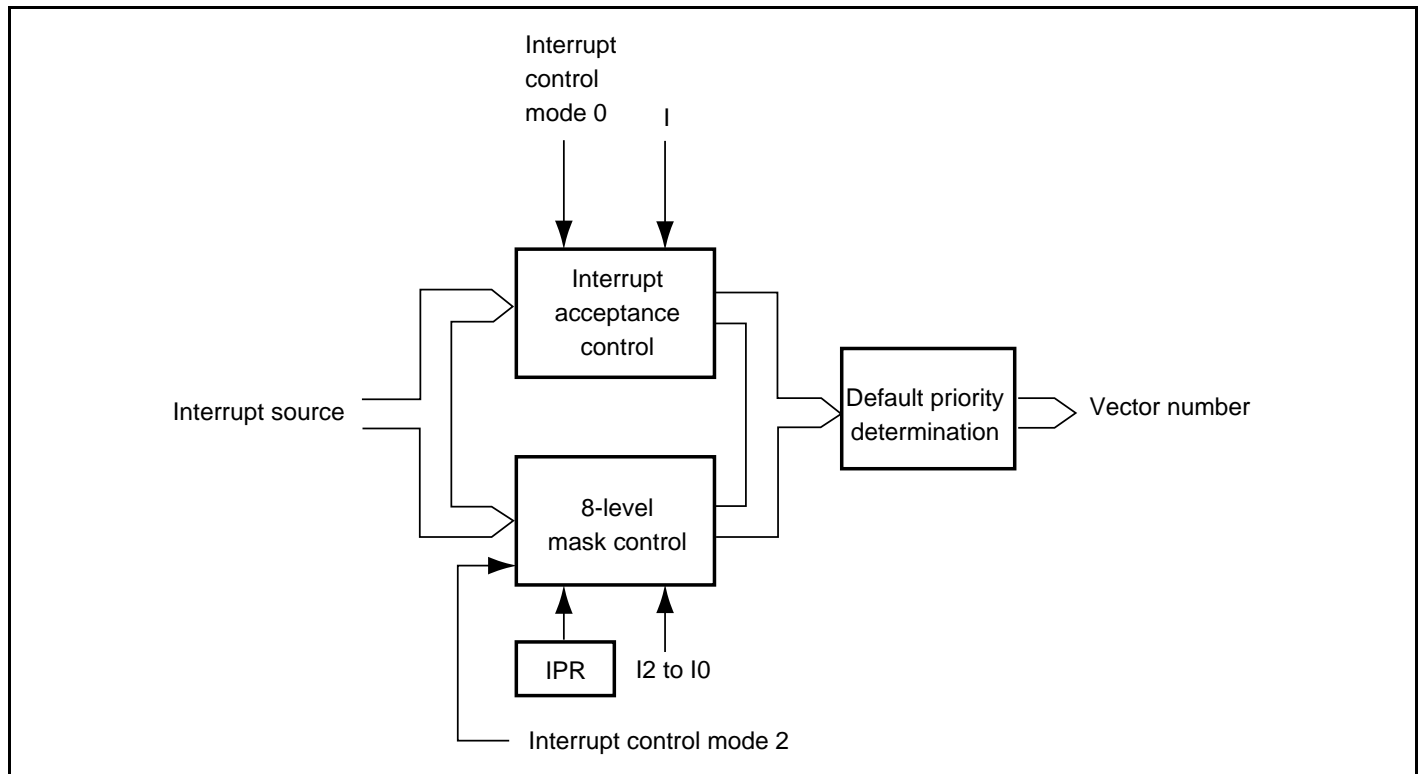 Interrupt
control
mode 0
I
Interrupt
acceptance
control
Interrupt source
Default priority
determination
Vector number
8-level
mask control
IPR
I2 to I0
Interrupt control mode 2